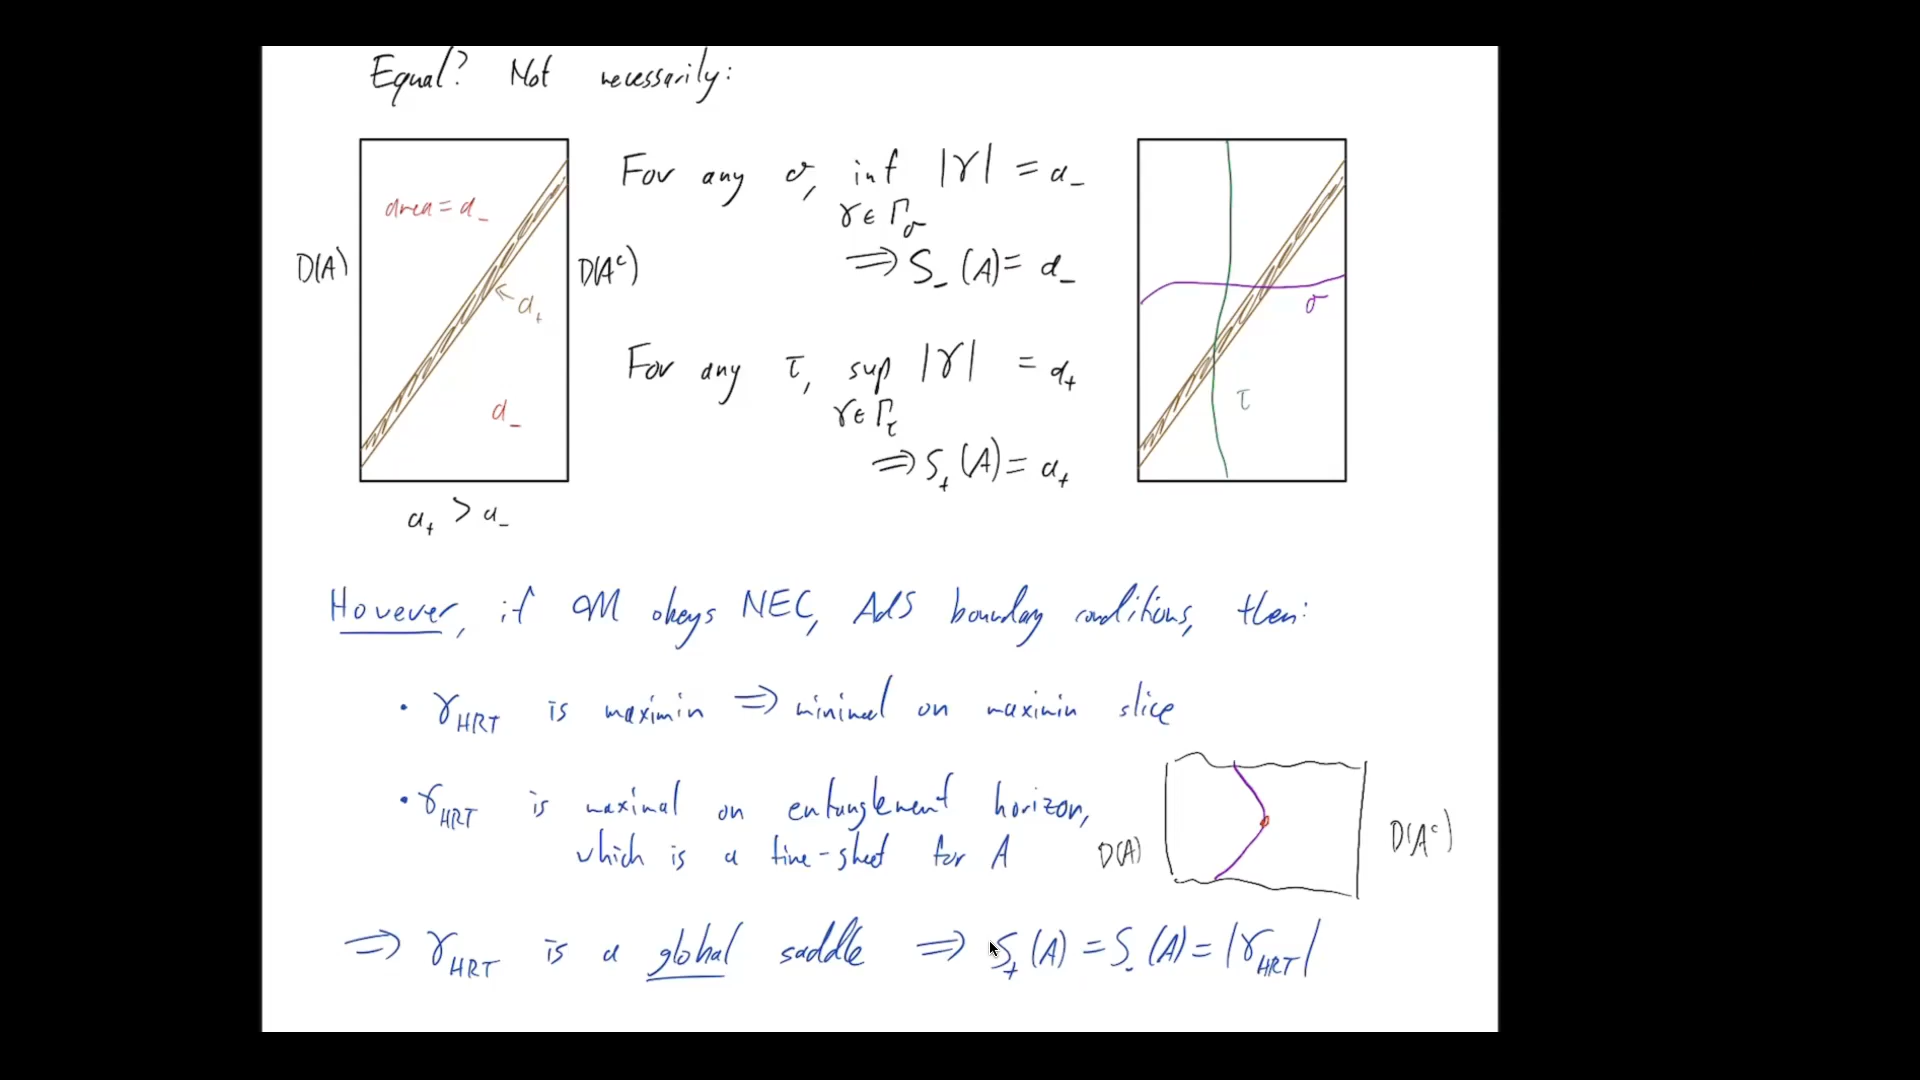 Equal? Not necessarily:
area = a_-
D(A)
D(A^c)
a_+
a_-
a_+ > a_-
For any σ, inf |γ| = a_-
γ ∈ Γ_σ
⇒ S_-(A) = a_-
For any τ, sup |γ| = a_+
γ ∈ Γ_τ
⇒ S_+(A) = a_+
σ
τ
However, if M obeys NEC, AdS boundary conditions, then:
• γ_HRT is maximin ⇒ minimal on maximin slice
• γ_HRT is maximal on entanglement horizon,
which is a time-sheet for A
D(A)
D(A^c)
⇒ γ_HRT is a global saddle ⇒ S_+(A) = S_-(A) = |γ_HRT|